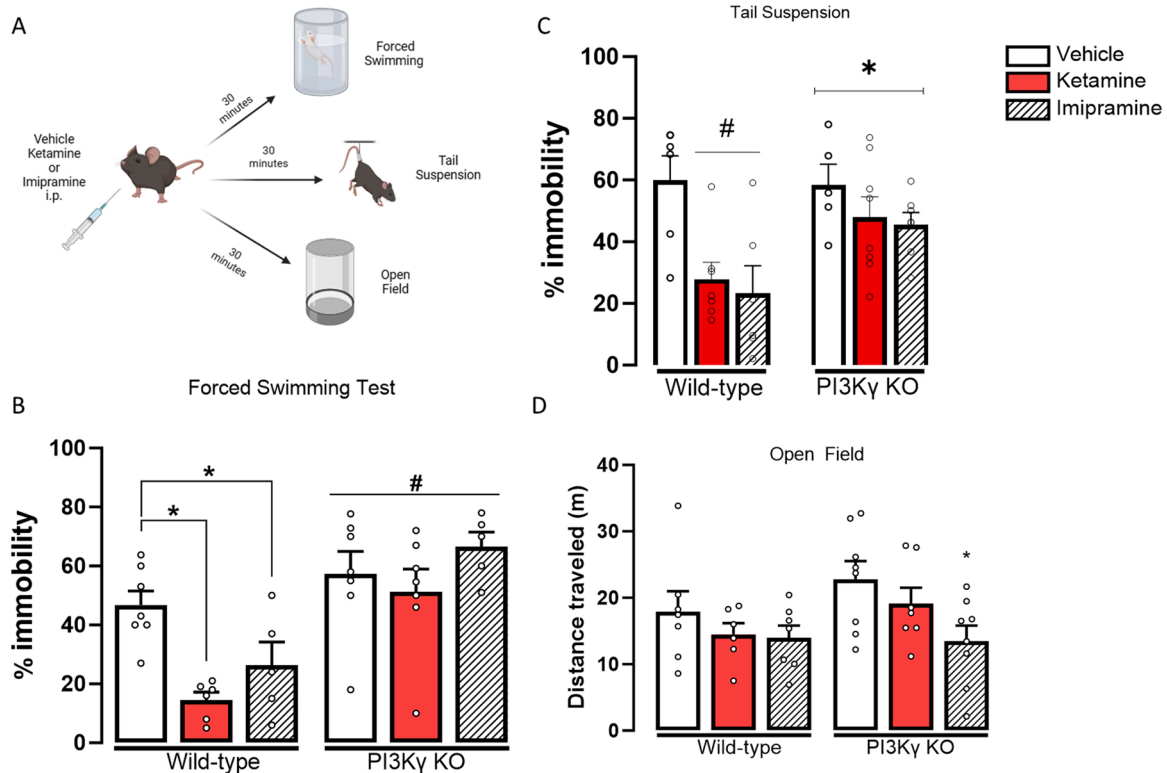 A
Forced
Swimming
30
minutes
Vehicle
Ketamine
or
Imipramine
i.p.
30
minutes
Tail
Suspension
30
minutes
Open
Field
C
Tail Suspension
Vehicle
Ketamine
Imipramine
% immobility
100
80
60
40
20
0
#
*
Wild-type
PI3Kγ KO
B
Forced Swimming Test
% immobility
100
80
60
40
20
0
*
*
#
Wild-type
PI3Kγ KO
D
Open Field
Distance traveled (m)
40
30
20
10
0
*
Wild-type
PI3Kγ KO